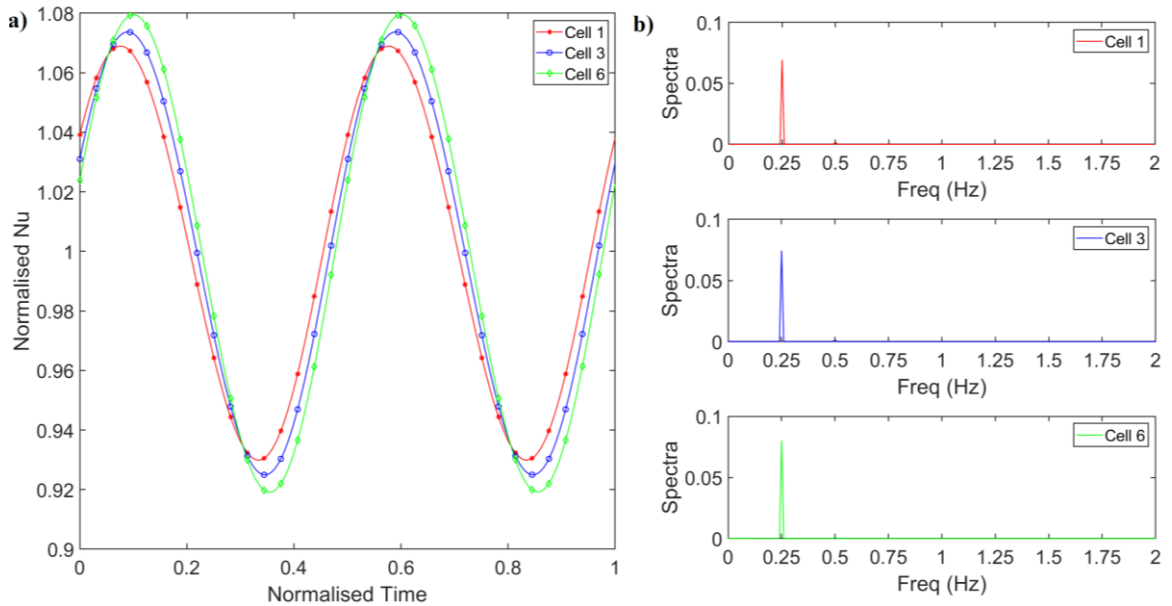 a)
1.08
1.06
1.04
1.02
1
0.98
0.96
0.94
0.92
0.9
Normalised Nu
0 0.2 0.4 0.6 0.8 1
Normalised Time
Cell 1
Cell 3
Cell 6
b)
0.1
0.05
0
Spectra
Cell 1
0 0.25 0.5 0.75 1 1.25 1.5 1.75 2
Freq (Hz)
0.1
0.05
0
Spectra
Cell 3
0 0.25 0.5 0.75 1 1.25 1.5 1.75 2
Freq (Hz)
0.1
0.05
0
Spectra
Cell 6
0 0.25 0.5 0.75 1 1.25 1.5 1.75 2
Freq (Hz)